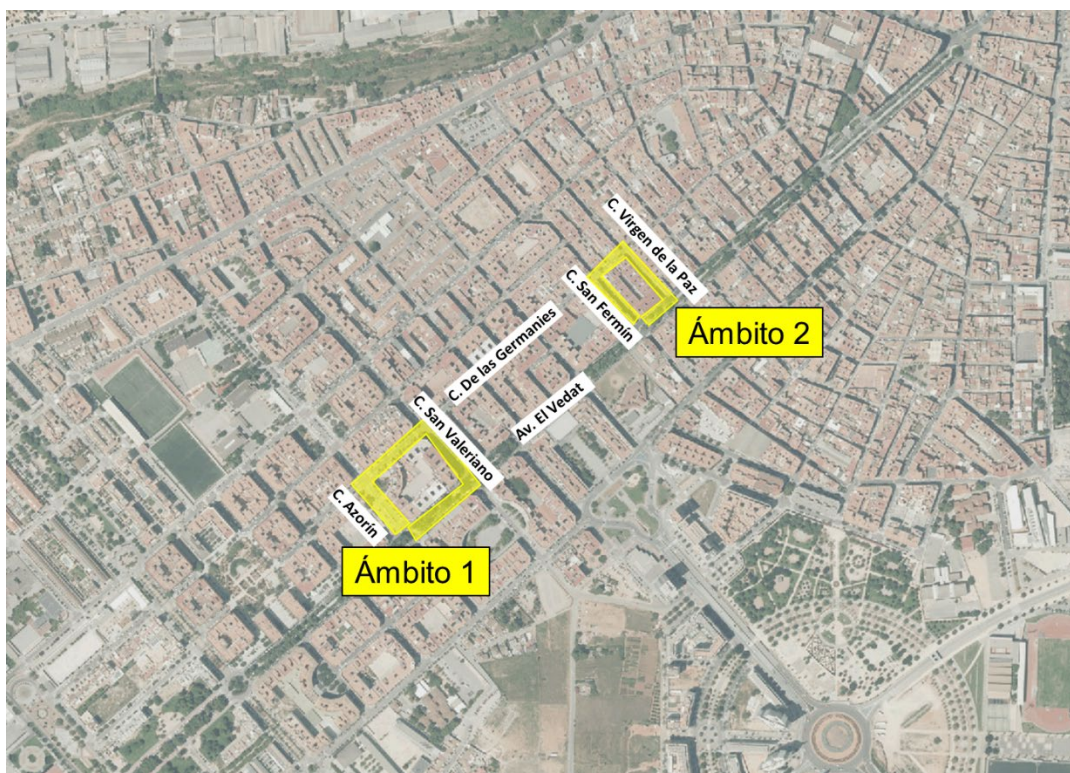 C. Virgen de la Paz
C. San Fermín
Ámbito 2
C. De las Germanies
Av. El Vedat
C. San Valeriano
C. Azorín
Ámbito 1